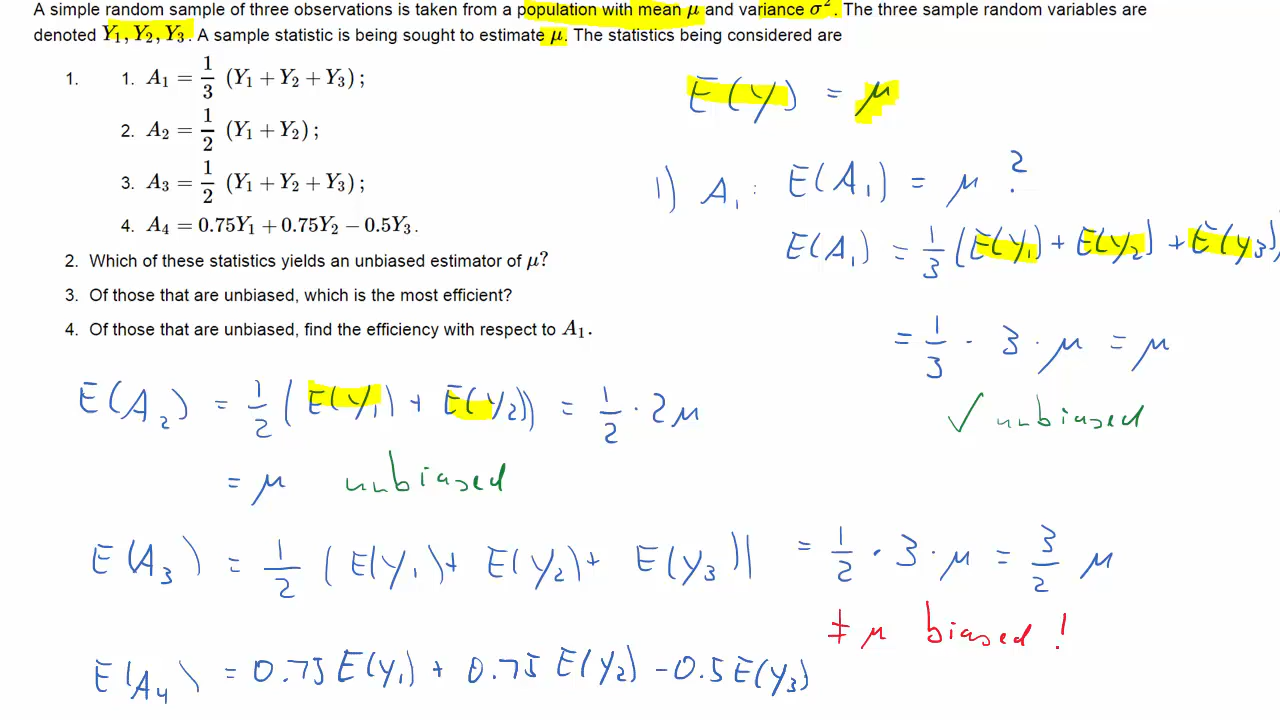 A simple random sample of three observations is taken from a population with mean μ and variance σ². The three sample random variables are
denoted Y₁, Y₂, Y₃. A sample statistic is being sought to estimate μ. The statistics being considered are
1. 1. A₁ = 1/3 (Y₁ + Y₂ + Y₃) ;
2. A₂ = 1/2 (Y₁ + Y₂) ;
3. A₃ = 1/2 (Y₁ + Y₂ + Y₃) ;
4. A₄ = 0.75Y₁ + 0.75Y₂ − 0.5Y₃.
2. Which of these statistics yields an unbiased estimator of μ?
3. Of those that are unbiased, which is the most efficient?
4. Of those that are unbiased, find the efficiency with respect to A₁.
E(Y) = μ
1) A₁ : E(A₁) = μ ?
E(A₁) = 1/3 (E(Y₁) + E(Y₂) + E(Y₃))
= 1/3 · 3 · μ = μ
✓ unbiased
E(A₂) = 1/2 (E(Y₁) + E(Y₂)) = 1/2 · 2μ
= μ unbiased
E(A₃) = 1/2 (E(Y₁) + E(Y₂) + E(Y₃)) = 1/2 · 3 · μ = 3/2 μ
≠ μ biased !
E(A₄) = 0.75 E(Y₁) + 0.75 E(Y₂) − 0.5 E(Y₃)